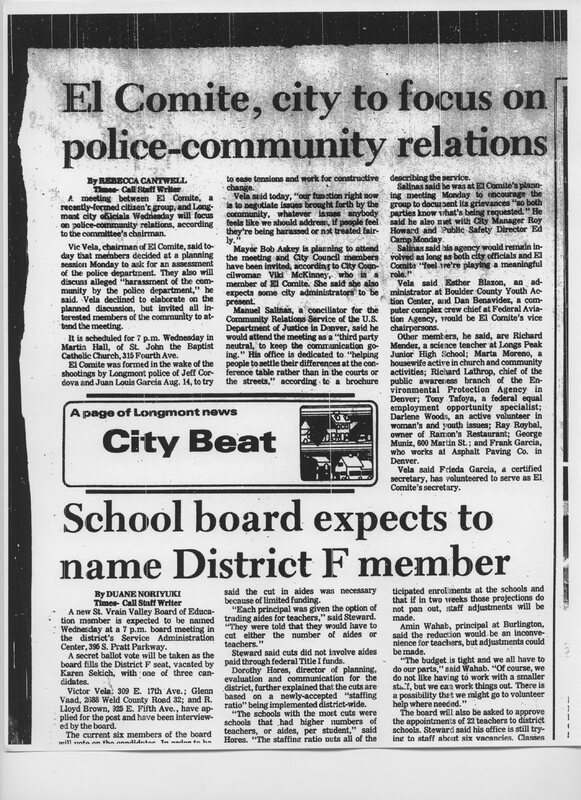 El Comite, city to focus on
police-community relations
By REBECCA CANTWELL
Times- Call Staff Writer
A meeting between El Comite, a
recently-formed citizen's group, and Long-
mont city officials Wednesday will focus
on police-community relations, according
to the committee's chairman.
Vic Vela, chairman of El Comite, said to-
day that members decided at a planning
session Monday to ask for an assessment
of the police department. They also will
discuss alleged "harassment of the com-
munity by the police department," he
said. Vela declined to elaborate on the
planned discussion, but invited all in-
terested members of the community to at-
tend the meeting.
It is scheduled for 7 p.m. Wednesday in
Martin Hall, of St. John the Baptist
Catholic Church, 315 Fourth Ave.
El Comite was formed in the wake of the
shootings by Longmont police of Jeff Cor-
dova and Juan Louis Garcia Aug. 14, to try
to ease tensions and work for constructive
change.
Vela said today, "our function right now
is to negotiate issues brought forth by the
community, whatever issues anybody
feels like we should address, if people feel
they're being harassed or not treated fair-
ly."
Mayor Bob Askey is planning to attend
the meeting and City Council members
have been invited, according to City Coun-
cilwoman Viki McKinney, who is a
member of El Comite. She said she also
expects some city administrators to be
present.
Manuel Salinas, a conciliator for the
Community Relations Service of the U.S.
Department of Justice in Denver, said he
would attend the meeting as a "third party
neutral, to keep the communication go-
ing." His office is dedicated to "helping
people to settle their differences at the con-
ference table rather than in the courts or
the streets," according to a brochure
describing the service.
Salinas said he was at El Comite's plan-
ning meeting Monday to encourage the
group to document its grievances "so both
parties know what's being requested." He
said he also met with City Manager Roy
Howard and Public Safety Director Ed
Camp Monday.
Salinas said his agency would remain in-
volved as long as both city officials and El
Comite "feel we're playing a meaningful
role."
Vela said Esther Blazon, an ad-
ministrator at Boulder County Youth Ac-
tion Center, and Dan Benavidez, a com-
puter complex crew chief at Federal Avia-
tion Agency, would be El Comite's vice
chairpersons.
Other members, he said, are Richard
Mendez, a science teacher at Longs Peak
Junior High School; Marta Moreno, a
housewife active in church and community
activities; Richard Lathrop, chief of the
public awareness branch of the En-
vironmental Protection Agency in
Denver; Tony Tafoya, a federal equal
employment opportunity specialist;
Darlene Woods, an active volunteer in
woman's and youth issues; Ray Roybal,
owner of Ramon's Restaurant; George
Muniz, 600 Martin St.; and Frank Garcia,
who works at Asphalt Paving Co. in
Denver.
Vela said Frieda Garcia, a certified
secretary, has volunteered to serve as El
Comite's secretary.
A page of Longmont news
City Beat
School board expects to
name District F member
By DUANE NORIYUKI
Times- Call Staff Writer
A new St. Vrain Valley Board of Educa-
tion member is expected to be named
Wednesday at a 7 p.m. board meeting in
the district's Service Administration
Center, 395 S. Pratt Parkway.
A secret ballot vote will be taken as the
board fills the District F seat, vacated by
Karen Sekich, with one of three can-
didates.
Victor Vela; 309 E. 17th Ave.; Glenn
Vaad, 2688 Weld County Road 32; and R.
Lloyd Brown, 925 E. Fifth Ave., have ap-
plied for the post and have been interview-
ed by the board.
The current six members of the board
will vote on the candidates. In order to be
said the cut in aides was necessary
because of limited funding.
"Each principal was given the option of
trading aides for teachers," said Steward.
"They were told that they would have to
cut either the number of aides or
teachers."
Steward said cuts did not involve aides
paid through federal Title I funds.
Dorothy Hores, director of planning,
evaluation and communication for the
district, further explained that the cuts are
based on a newly-accepted "staffing
ratio" being implemented district-wide.
"The schools with the most cuts were
schools that had higher numbers of
teachers, or aides, per student," said
Hores. "The staffing ratio puts all of the
ticipated enrollments at the schools and
that if in two weeks those projections do
not pan out, staff adjustments will be
made.
Amin Wahab, principal at Burlington,
said the reduction would be an inconve-
nience for teachers, but adjustments could
be made.
"The budget is tight and we all have to
do our parts," said Wahab. "Of course, we
do not like having to work with a smaller
staff, but we can work things out. There is
a possibility that we might go to volunteer
help where needed."
The board will also be asked to approve
the appointments of 22 teachers to district
schools. Steward said his office is still try-
ing to staff about six vacancies. Classes